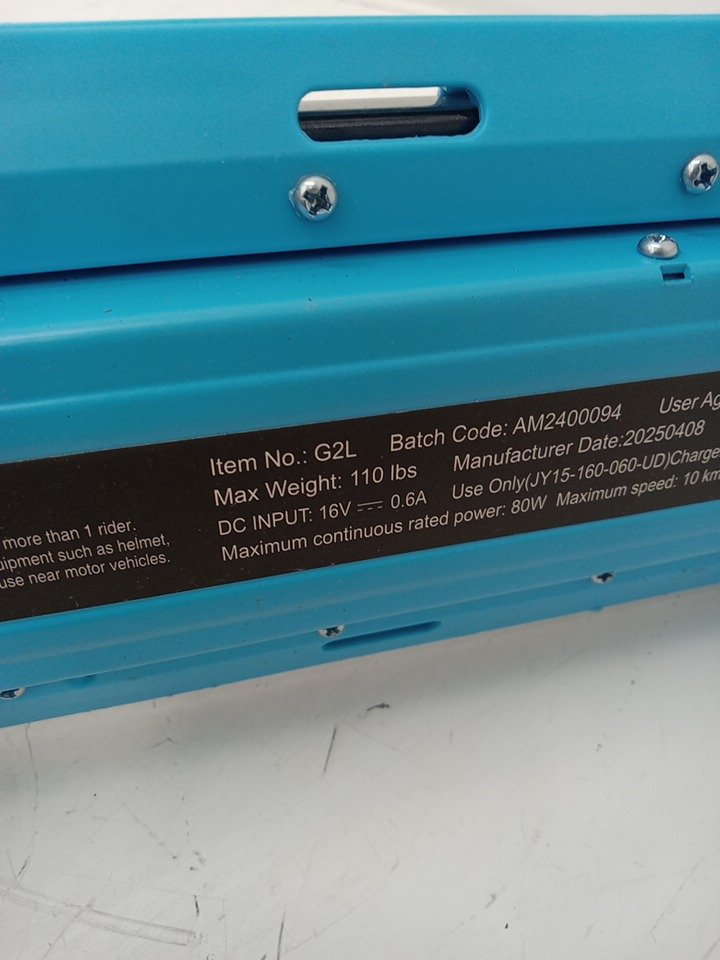 more than 1 rider.
uipment such as helmet,
use near motor vehicles.
Item No.: G2L Batch Code: AM2400094 User Ag
Max Weight: 110 lbs Manufacturer Date:20250408
DC INPUT: 16V ⎓ 0.6A Use Only(JY15-160-060-UD)Charge
Maximum continuous rated power: 80W Maximum speed: 10 km